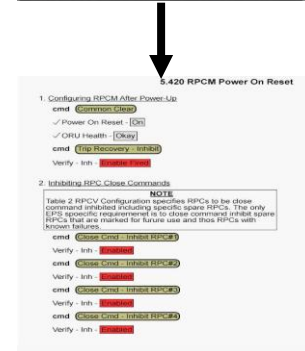 5.420 RPCM Power On Reset
1. Configuring RPCM After Power-Up
cmd Common Clear
✓Power On Reset - On
✓ORU Health - Okay
cmd Trip Recovery - Inhibit
Verify - Inh - Enable Fired
2. Inhibiting RPC Close Commands
NOTE
Table 2 RPCV Configuration specifies RPCs to be close
command inhibited including specific spare RPCs. The only
EPS spoecific requiremenet is to close command inhibit spare
RPCs that are marked for fururre use and thos RPCs with
known failures.
cmd Close Cmd - Inhibit RPC#1
Verify - Inh - Enabled
cmd Close Cmd - Inhibit RPC#2
Verify - Inh - Enabled
cmd Close Cmd - Inhibit RPC#3
Verify - Inh - Enabled
cmd Close Cmd - Inhibit RPC#4
Verify - Inh - Enabled